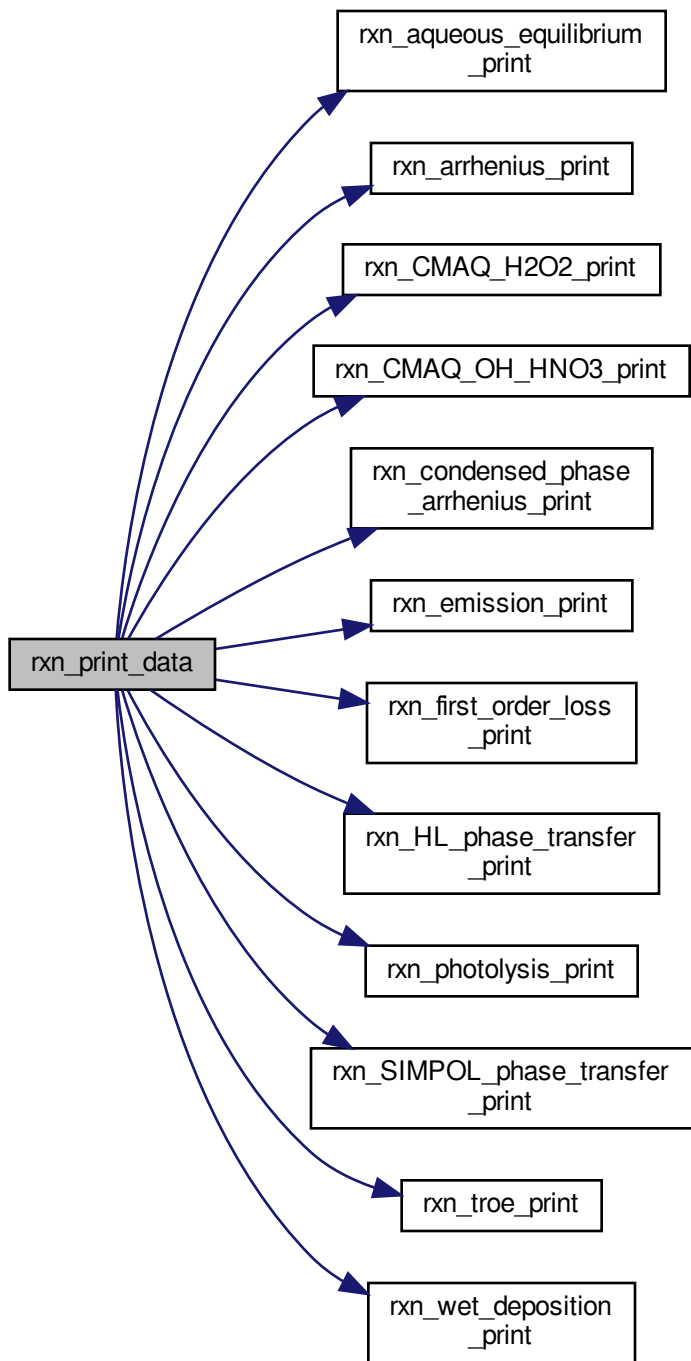 rxn_aqueous_equilibrium
_print
rxn_arrhenius_print
rxn_CMAQ_H2O2_print
rxn_CMAQ_OH_HNO3_print
rxn_condensed_phase
_arrhenius_print
rxn_emission_print
rxn_print_data
rxn_first_order_loss
_print
rxn_HL_phase_transfer
_print
rxn_photolysis_print
rxn_SIMPOL_phase_transfer
_print
rxn_troe_print
rxn_wet_deposition
_print